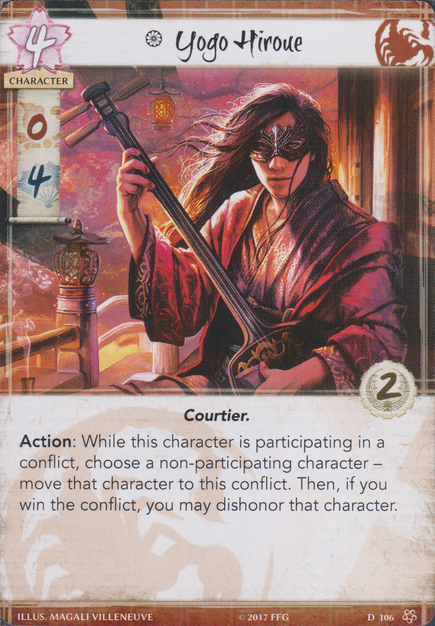 4
Yogo Hiroue
CHARACTER
0
4
2
Courtier.
Action: While this character is participating in a
conflict, choose a non-participating character –
move that character to this conflict. Then, if you
win the conflict, you may dishonor that character.
ILLUS. MAGALI VILLENEUVE © 2017 FFG D 106